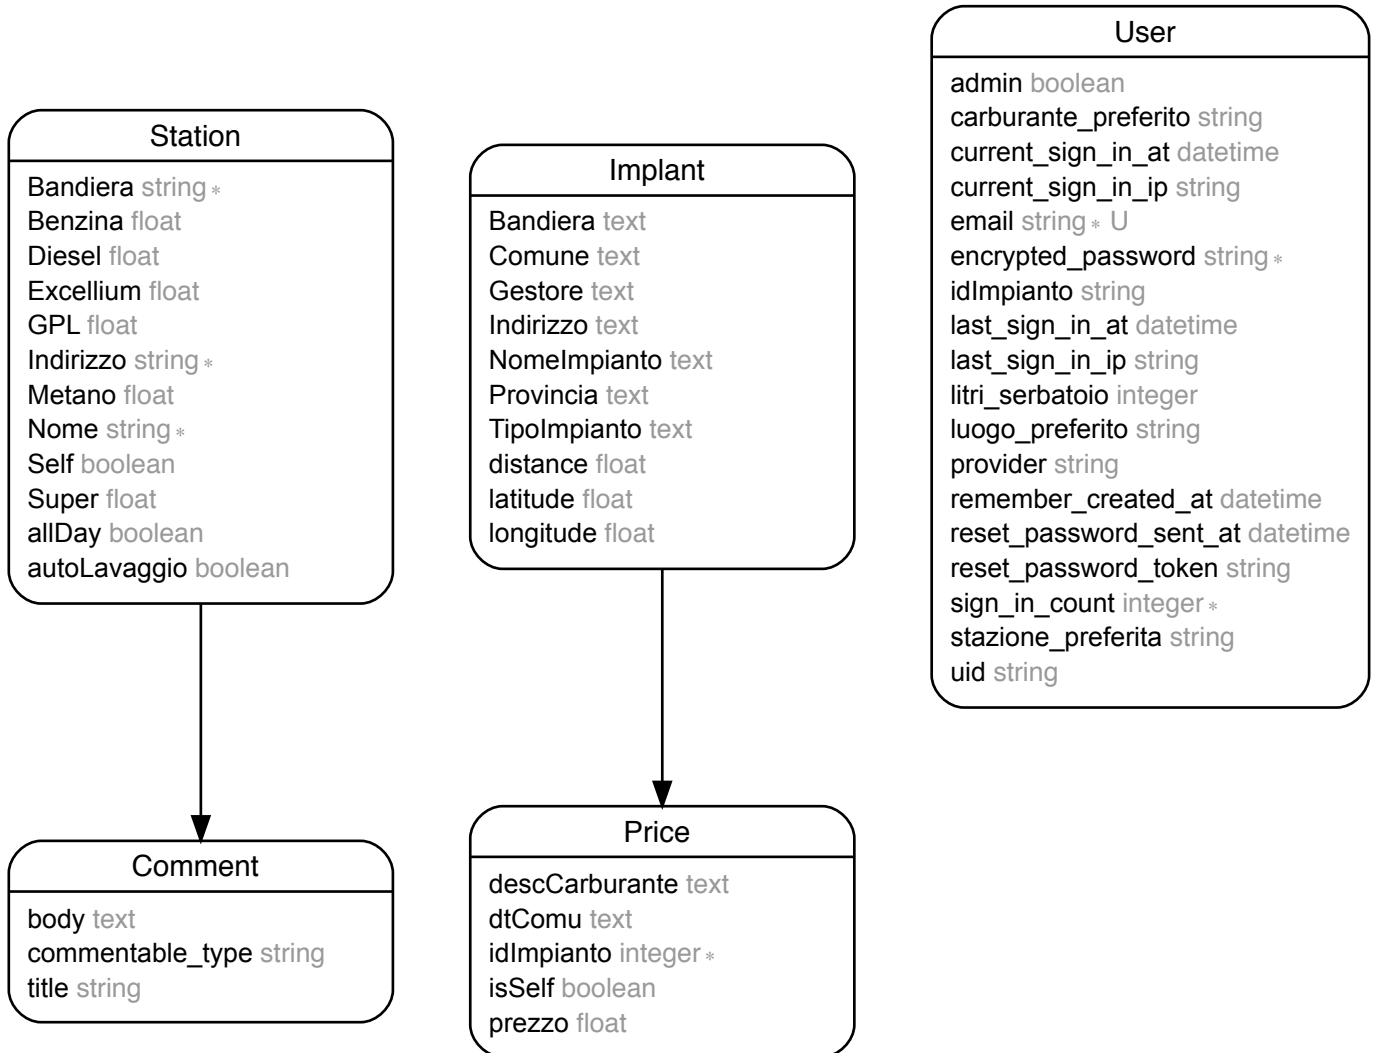 Station
Bandiera string *
Benzina float
Diesel float
Excellium float
GPL float
Indirizzo string *
Metano float
Nome string *
Self boolean
Super float
allDay boolean
autoLavaggio boolean
Comment
body text
commentable_type string
title string
Implant
Bandiera text
Comune text
Gestore text
Indirizzo text
NomeImpianto text
Provincia text
TipoImpianto text
distance float
latitude float
longitude float
Price
descCarburante text
dtComu text
idImpianto integer *
isSelf boolean
prezzo float
User
admin boolean
carburante_preferito string
current_sign_in_at datetime
current_sign_in_ip string
email string * U
encrypted_password string *
idImpianto string
last_sign_in_at datetime
last_sign_in_ip string
litri_serbatoio integer
luogo_preferito string
provider string
remember_created_at datetime
reset_password_sent_at datetime
reset_password_token string
sign_in_count integer *
stazione_preferita string
uid string